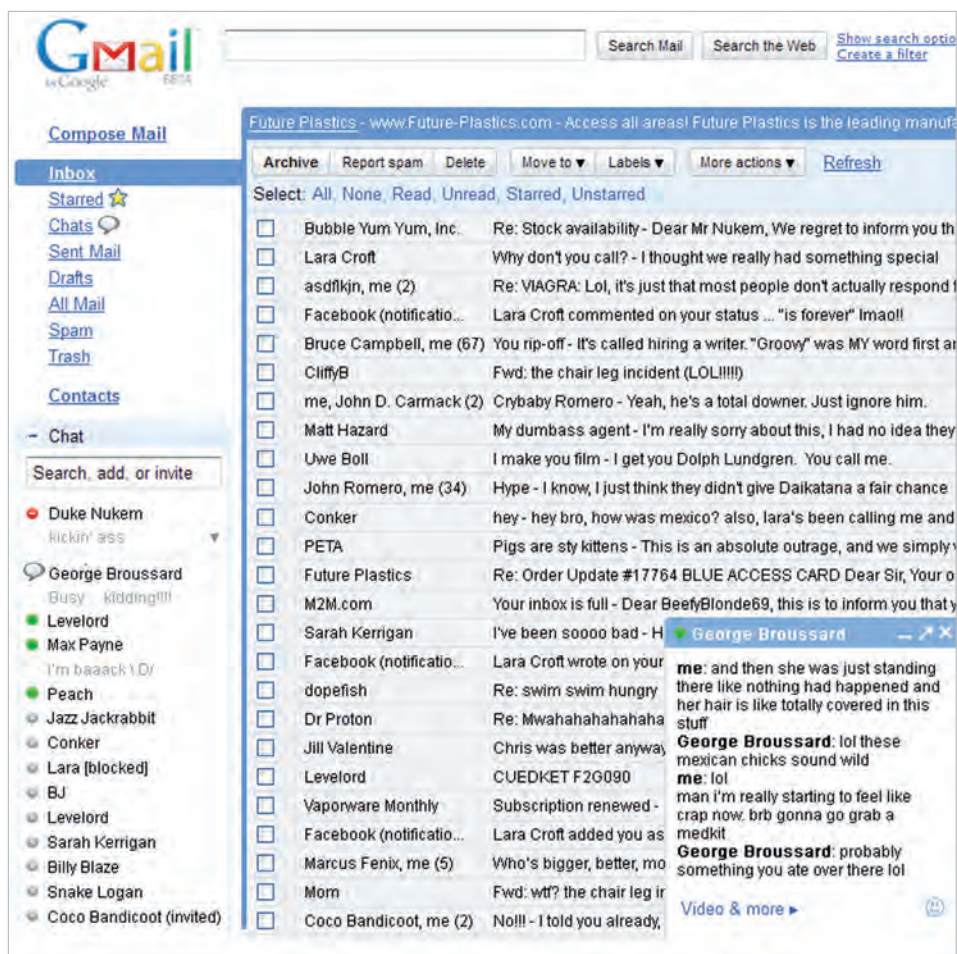 Gmail
by Google BETA
Search Mail Search the Web Show search optio
Create a filter
Compose Mail
Inbox
Starred
Chats
Sent Mail
Drafts
All Mail
Spam
Trash
Contacts
– Chat
Search, add, or invite
Duke Nukem
kickin' ass
George Broussard
Busy kidding!!!!
Levelord
Max Payne
I'm baaack \ D/
Peach
Jazz Jackrabbit
Conker
Lara [blocked]
BJ
Levelord
Sarah Kerrigan
Billy Blaze
Snake Logan
Coco Bandicoot (invited)
Future Plastics - www.Future-Plastics.com - Access all areas! Future Plastics is the leading manufa
Archive Report spam Delete Move to ▼ Labels ▼ More actions ▼ Refresh
Select: All, None, Read, Unread, Starred, Unstarred
Bubble Yum Yum, Inc. Re: Stock availability - Dear Mr Nukem, We regret to inform you th
Lara Croft Why don't you call? - I thought we really had something special
asdflkjn, me (2) Re: VIAGRA: Lol, it's just that most people don't actually respond t
Facebook (notificatio... Lara Croft commented on your status ... "is forever" lmao!!
Bruce Campbell, me (67) You rip-off - It's called hiring a writer. "Groovy" was MY word first an
CliffyB Fwd: the chair leg incident (LOL!!!!!)
me, John D. Carmack (2) Crybaby Romero - Yeah, he's a total downer. Just ignore him.
Matt Hazard My dumbass agent - I'm really sorry about this, I had no idea they
Uwe Boll I make you film - I get you Dolph Lundgren. You call me.
John Romero, me (34) Hype - I know, I just think they didn't give Daikatana a fair chance
Conker hey - hey bro, how was mexico? also, lara's been calling me and
PETA Pigs are sty kittens - This is an absolute outrage, and we simply
Future Plastics Re: Order Update #17764 BLUE ACCESS CARD Dear Sir, Your o
M2M.com Your inbox is full - Dear BeefyBlonde69, this is to inform you that y
Sarah Kerrigan I've been soooo bad - H
Facebook (notificatio... Lara Croft wrote on your
dopefish Re: swim swim hungry
Dr Proton Re: Mwahahahahahaha
Jill Valentine Chris was better anyway
Levelord CUEDKET F2G090
Vaporware Monthly Subscription renewed -
Facebook (notificatio... Lara Croft added you as
Marcus Fenix, me (5) Who's bigger, better, mo
Mom Fwd: wtf? the chair leg ir
Coco Bandicoot, me (2) No!!! - I told you already,
George Broussard
me: and then she was just standing
there like nothing had happened and
her hair is like totally covered in this
stuff
George Broussard: lol these
mexican chicks sound wild
me: lol
man i'm really starting to feel like
crap now. brb gonna go grab a
medkit
George Broussard: probably
something you ate over there lol
Video & more ▸